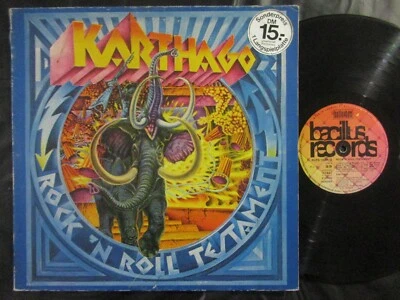 KARTHAGO
Sonderpreis
DM
15.-
Langspielplatte
ROCK 'N ROLL TESTAMENT
bacillus
records